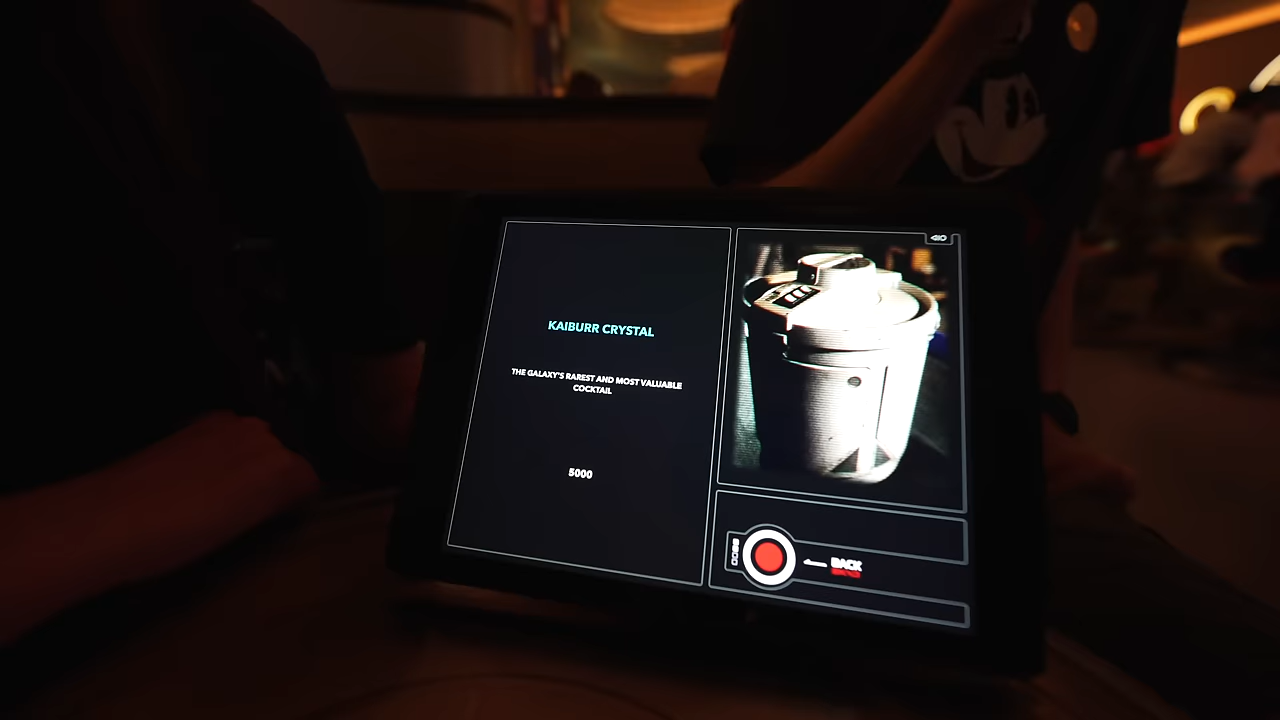 KAIBURR CRYSTAL
THE GALAXY'S RAREST AND MOST VALUABLE
COCKTAIL
5000
BACK